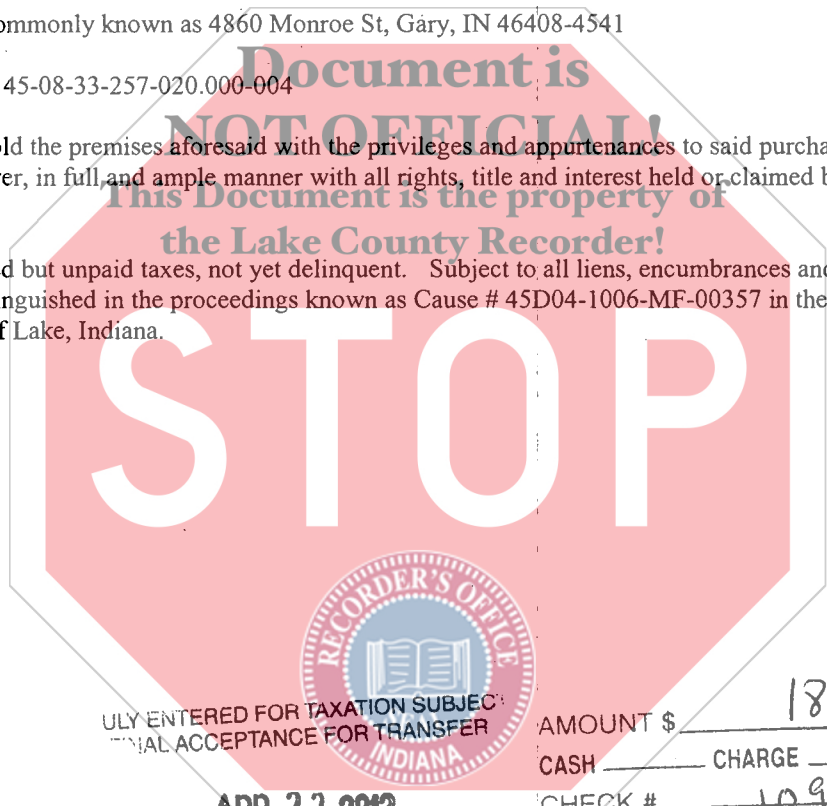 ommonly known as 4860 Monroe St, Gary, IN 46408-4541
Document is
45-08-33-257-020.000-004
NOT OFFICIAL!
ld the premises aforesaid with the privileges and appurtenances to said purcha
er, in full and ample manner with all rights, title and interest held or claimed b
This Document is the property of
the Lake County Recorder!
d but unpaid taxes, not yet delinquent. Subject to all liens, encumbrances and
nguished in the proceedings known as Cause # 45D04-1006-MF-00357 in the
f Lake, Indiana.
STOP
RECORDER'S OFFICE
INDIANA
ULY ENTERED FOR TAXATION SUBJECT
ACCEPTANCE FOR TRANSFER
AMOUNT $ 18
CASH CHARGE
CHECK # 109